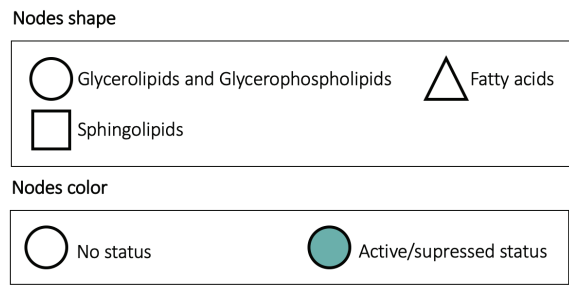 Nodes shape
Glycerolipids and Glycerophospholipids
Fatty acids
Sphingolipids
Nodes color
No status
Active/supressed status